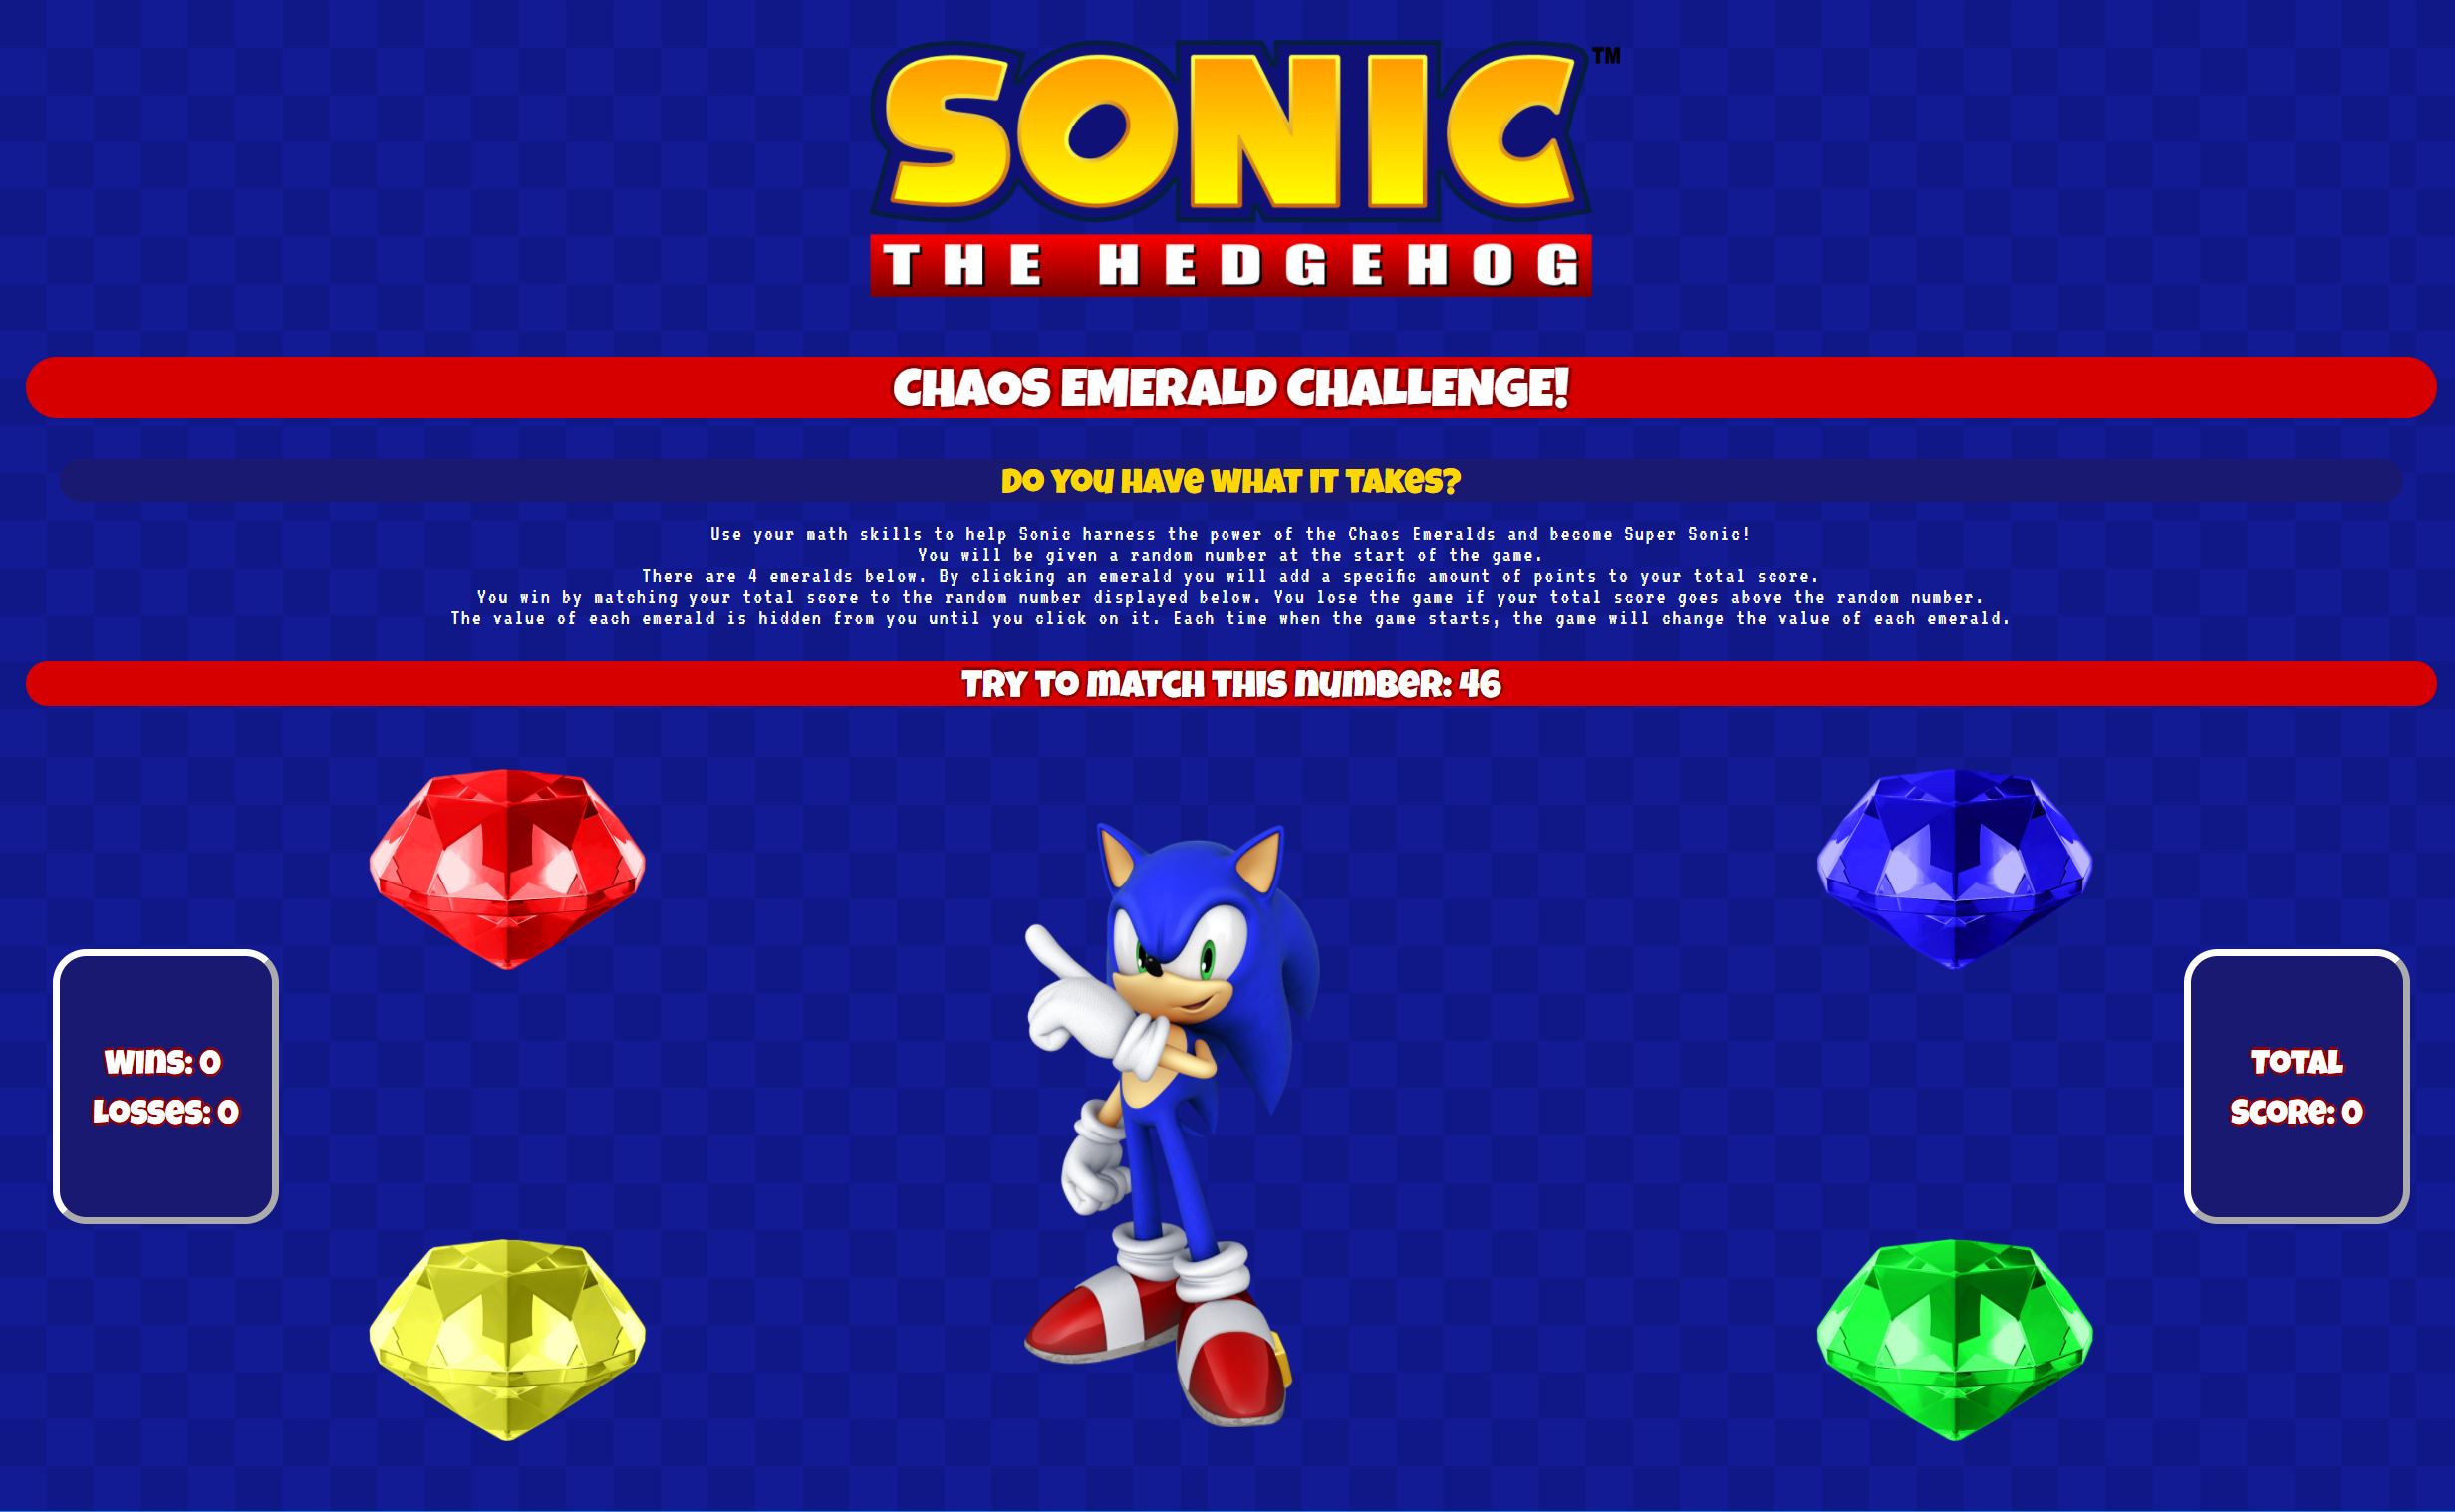 SONIC™
THE HEDGEHOG
CHAOS EMERALD CHALLENGE!
DO YOU HAVE WHAT IT TAKES?
Use your math skills to help Sonic harness the power of the Chaos Emeralds and become Super Sonic!
You will be given a random number at the start of the game.
There are 4 emeralds below. By clicking an emerald you will add a specific amount of points to your total score.
You win by matching your total score to the random number displayed below. You lose the game if your total score goes above the random number.
The value of each emerald is hidden from you until you click on it. Each time when the game starts, the game will change the value of each emerald.
TRY TO MATCH THIS NUMBER: 46
WINS: 0
LOSSES: 0
TOTAL
SCORE: 0